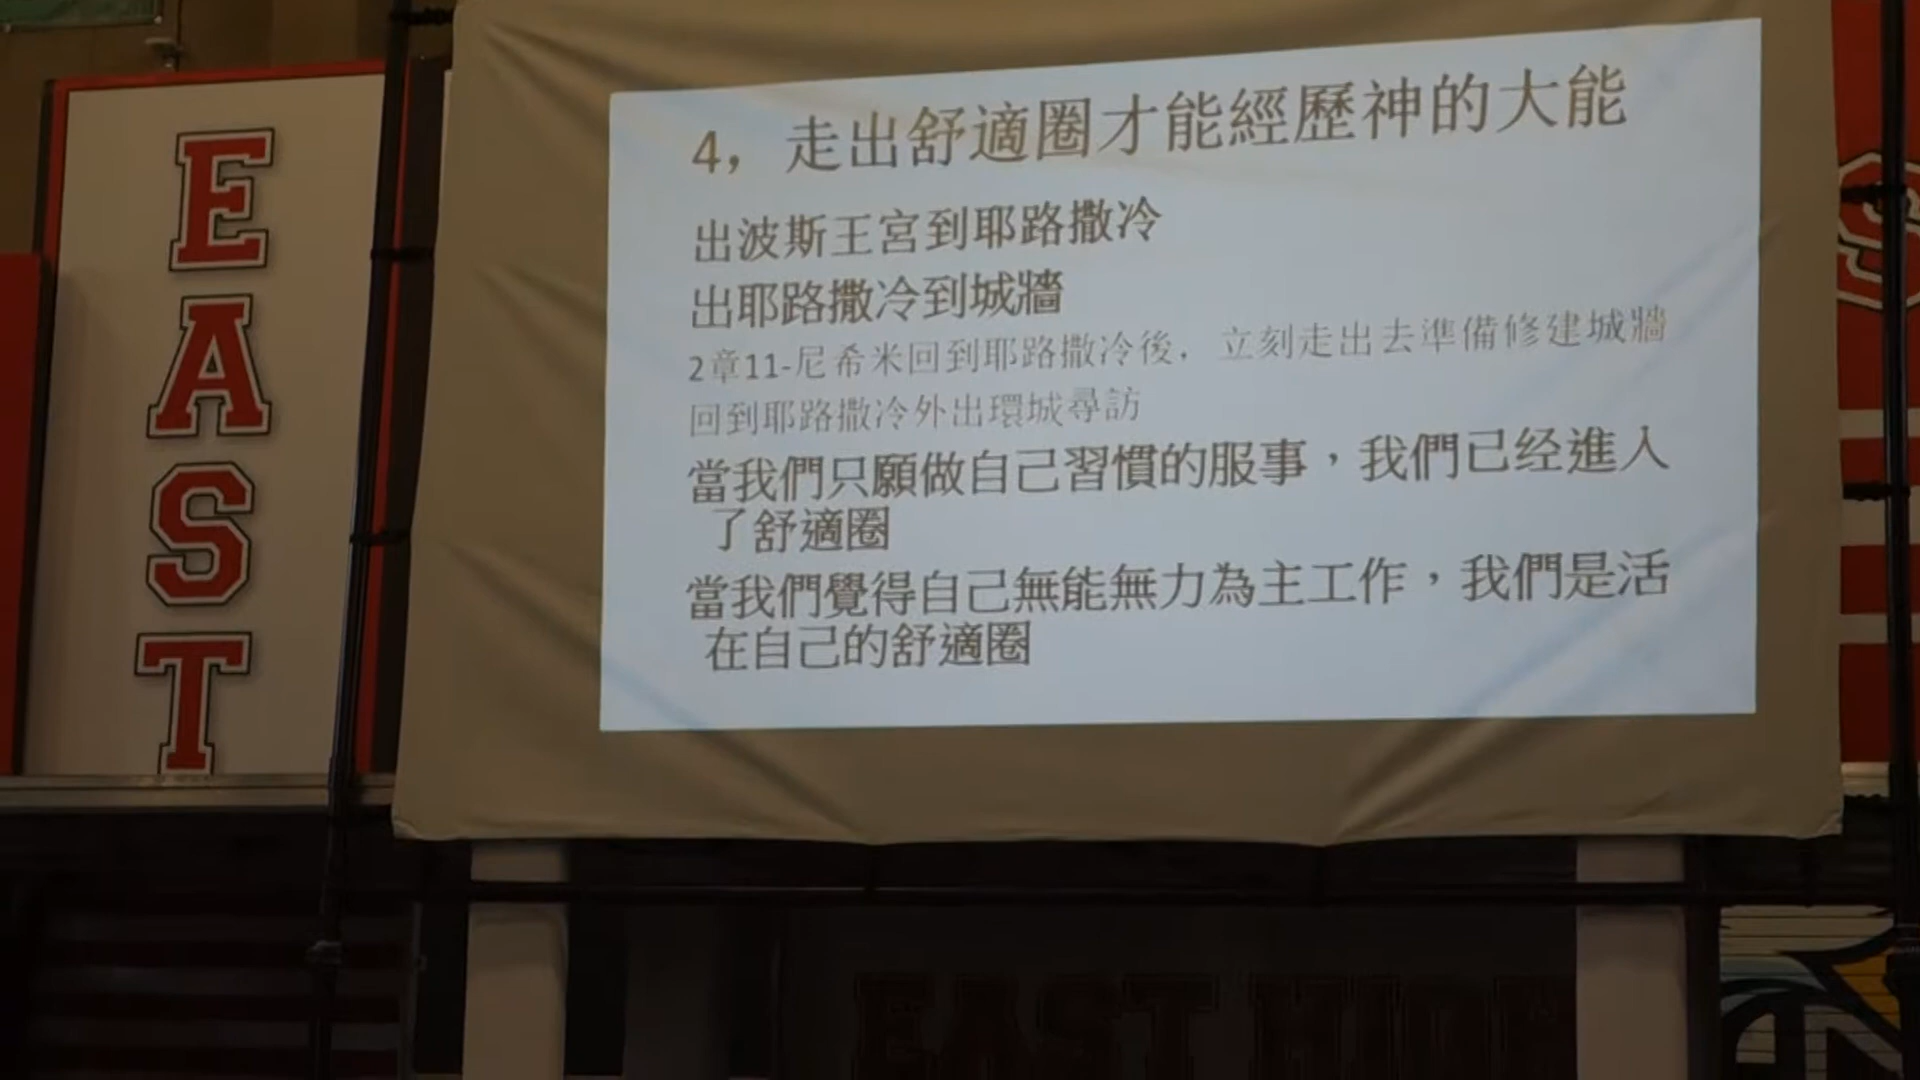 EAST
4，走出舒適圈才能經歷神的大能
出波斯王宮到耶路撒冷
出耶路撒冷到城牆
2章11-尼希米回到耶路撒冷後，立刻走出去準備修建城牆
回到耶路撒冷外出環城尋訪
當我們只願做自己習慣的服事，我們已经進入
了舒適圈
當我們覺得自己無能無力為主工作，我們是活
在自己的舒適圈
S
EAST HIGH